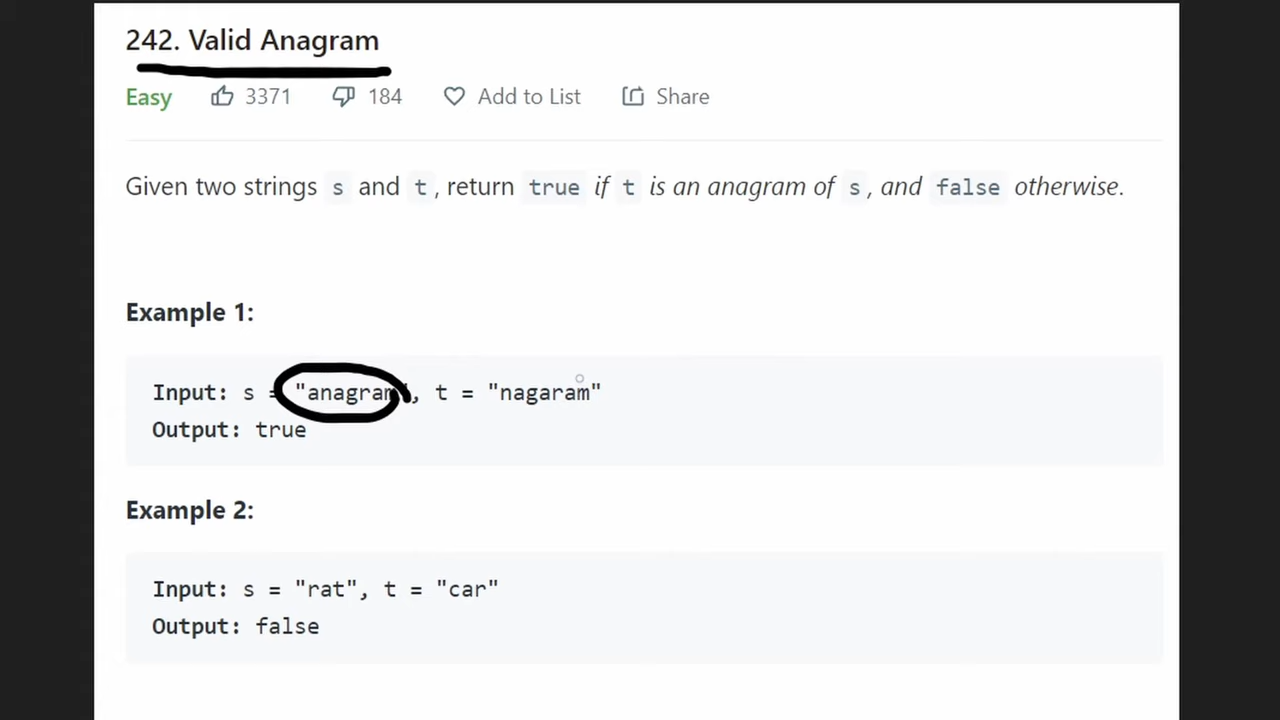 242. Valid Anagram
Easy 3371 184 Add to List Share
Given two strings s and t, return true if t is an anagram of s, and false otherwise.
Example 1:
Input: s = "anagram", t = "nagaram"
Output: true
Example 2:
Input: s = "rat", t = "car"
Output: false